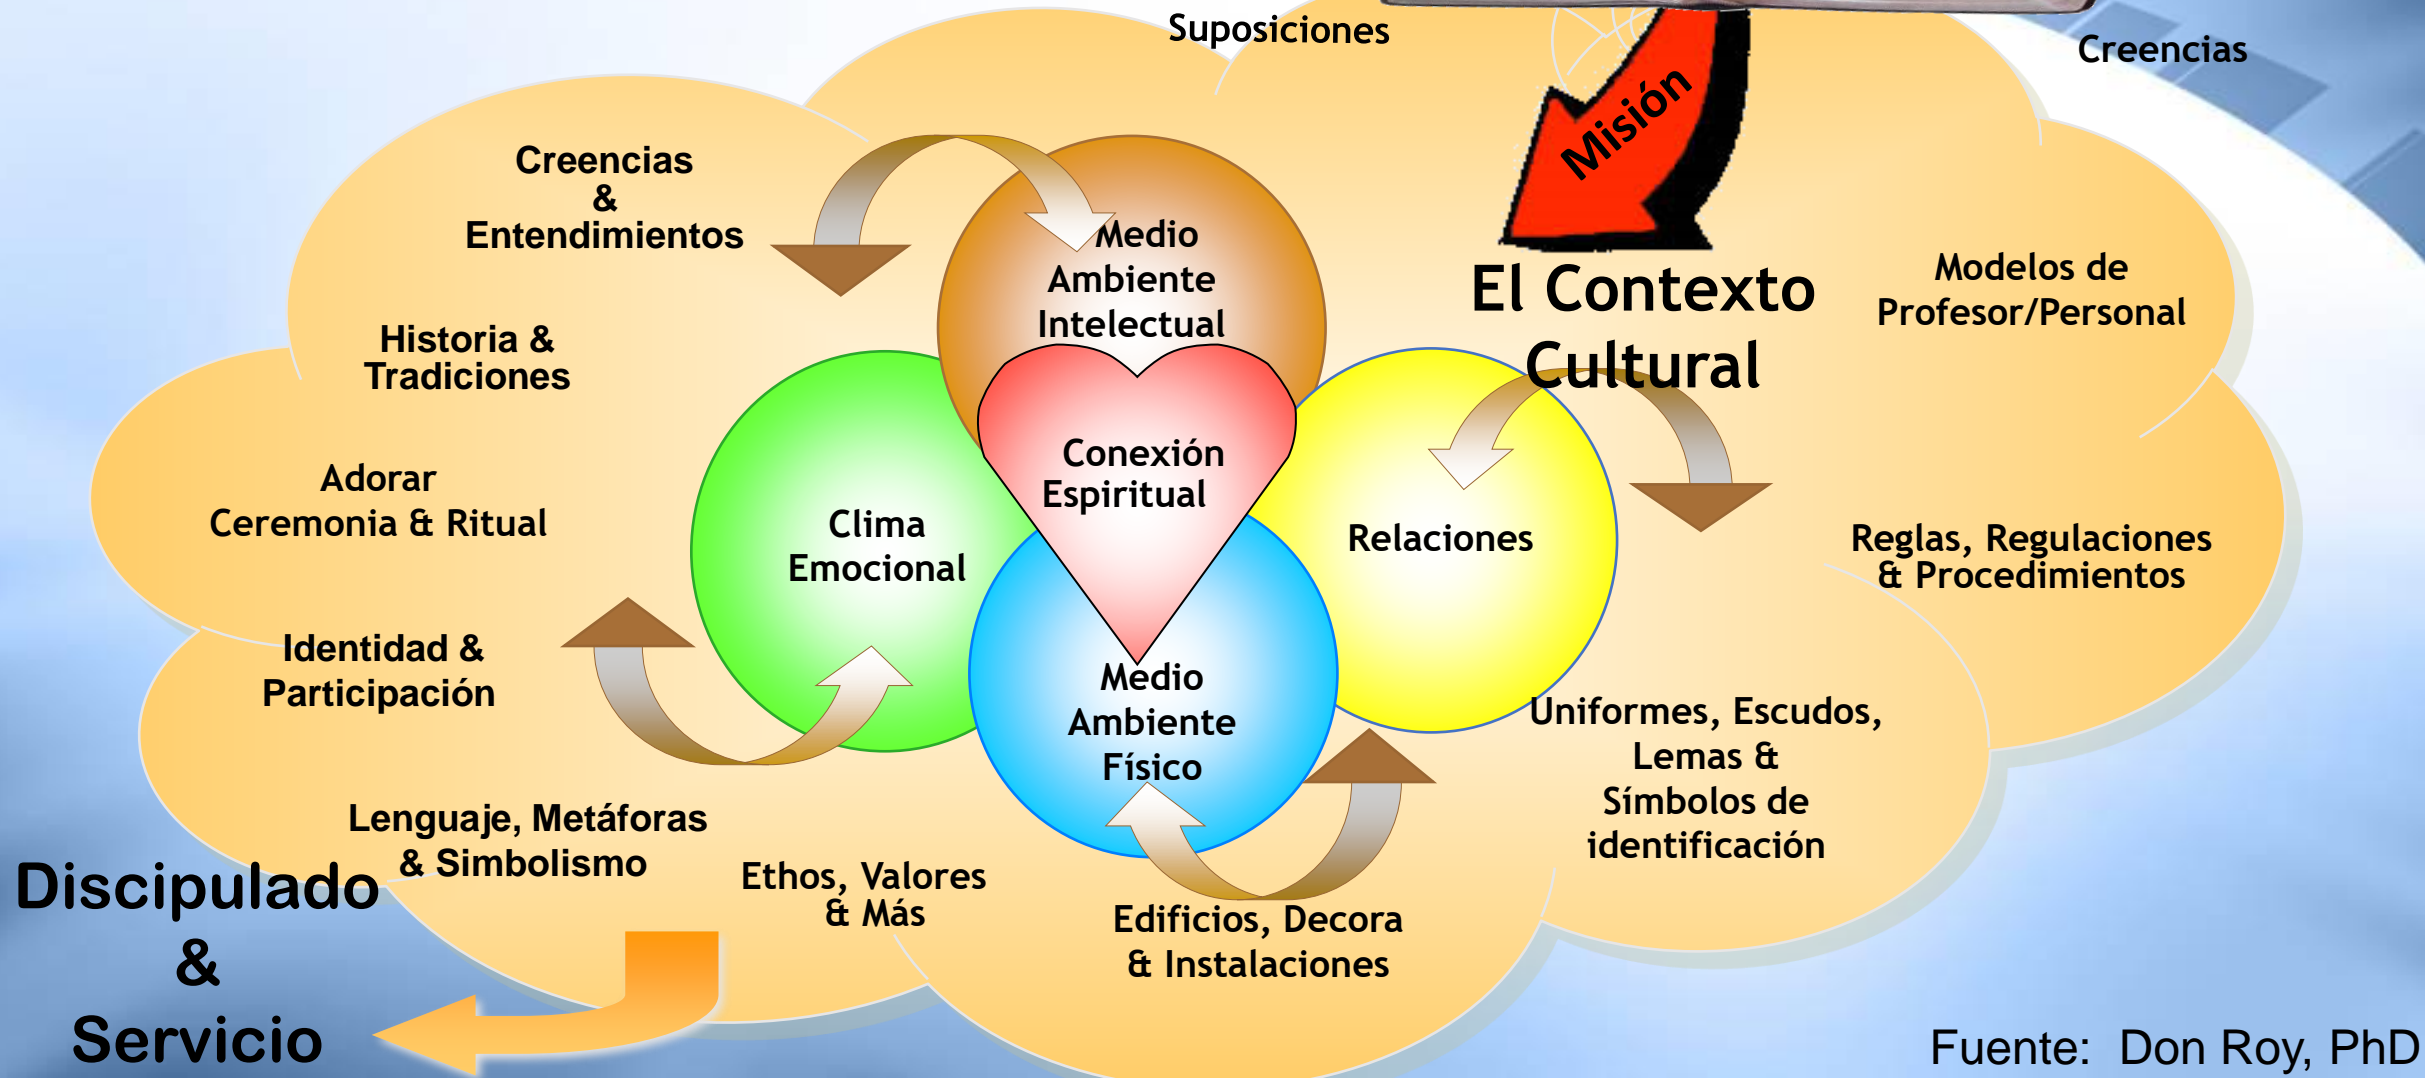 Suposiciones
Creencias
Misión
Creencias
&
Entendimientos
Medio
Ambiente
Intelectual
El Contexto
Cultural
Modelos de
Profesor/Personal
Historia &
Tradiciones
Conexión
Espiritual
Adorar
Ceremonia & Ritual
Clima
Emocional
Relaciones
Reglas, Regulaciones
& Procedimientos
Identidad &
Participación
Medio
Ambiente
Físico
Uniformes, Escudos,
Lemas &
Símbolos de
identificación
Lenguaje, Metáforas
& Simbolismo
Ethos, Valores
& Más
Edificios, Decora
& Instalaciones
Discipulado
&
Servicio
Fuente: Don Roy, PhD